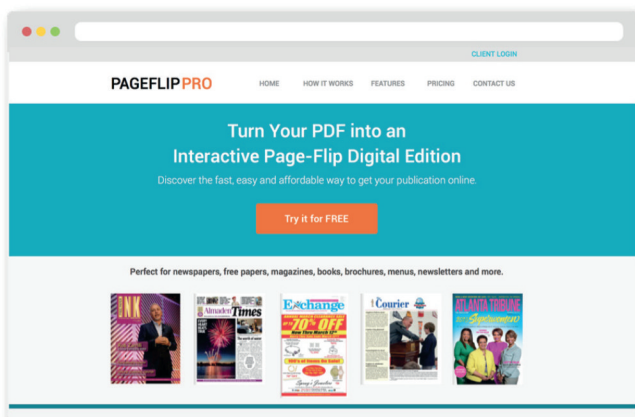 CLIENT LOGIN
PAGEFLIPPRO
HOME HOW IT WORKS FEATURES PRICING CONTACT US
Turn Your PDF into an
Interactive Page-Flip Digital Edition
Discover the fast, easy and affordable way to get your publication online.
Try it for FREE
Perfect for newspapers, free papers, magazines, books, brochures, menus, newsletters and more.
INK
Almaden Times
Exchange
70% OFF
Courier
ATLANTA TRIBUNE
Superwomen